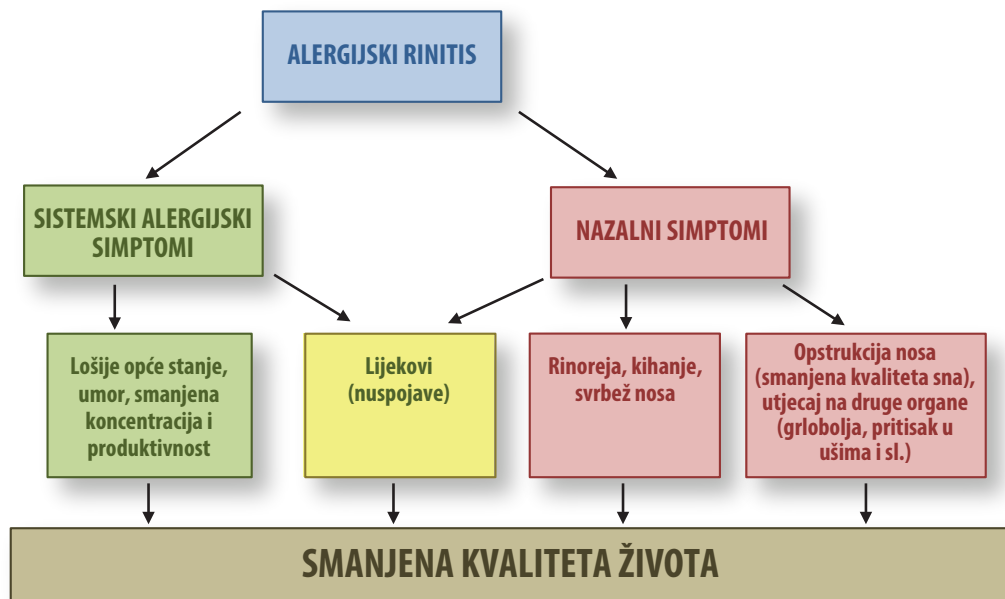 ALERGIJSKI RINITIS
SISTEMSKI ALERGIJSKI
SIMPTOMI
NAZALNI SIMPTOMI
Lošije opće stanje,
umor, smanjena
koncentracija i
produktivnost
Lijekovi
(nuspojave)
Rinoreja, kihanje,
svrbež nosa
Opstrukcija nosa
(smanjena kvaliteta sna),
utjecaj na druge organe
(grlobolja, pritisak u
ušima i sl.)
SMANJENA KVALITETA ŽIVOTA